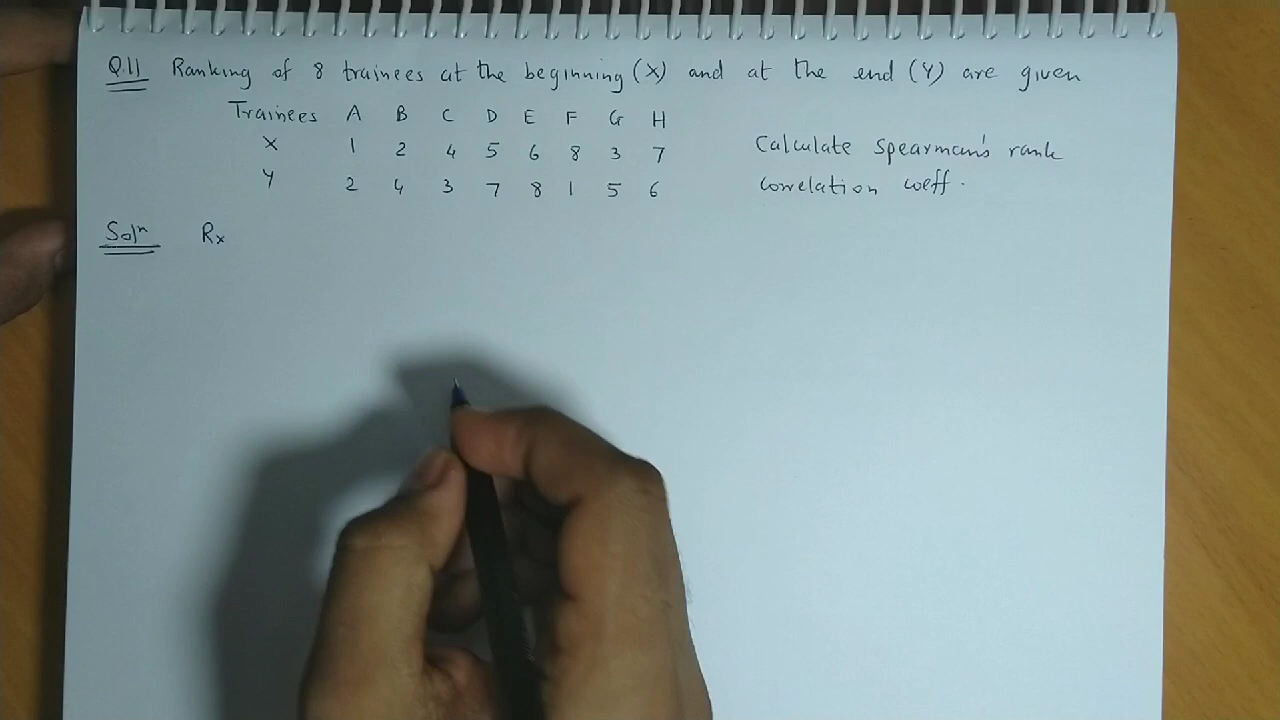 Q11 Ranking of 8 trainees at the beginning (X) and at the end (Y) are given
Trainees A B C D E F G H
X 1 2 4 5 6 8 3 7 Calculate Spearman's rank
Y 2 4 3 7 8 1 5 6 correlation coeff.
Solⁿ Rx